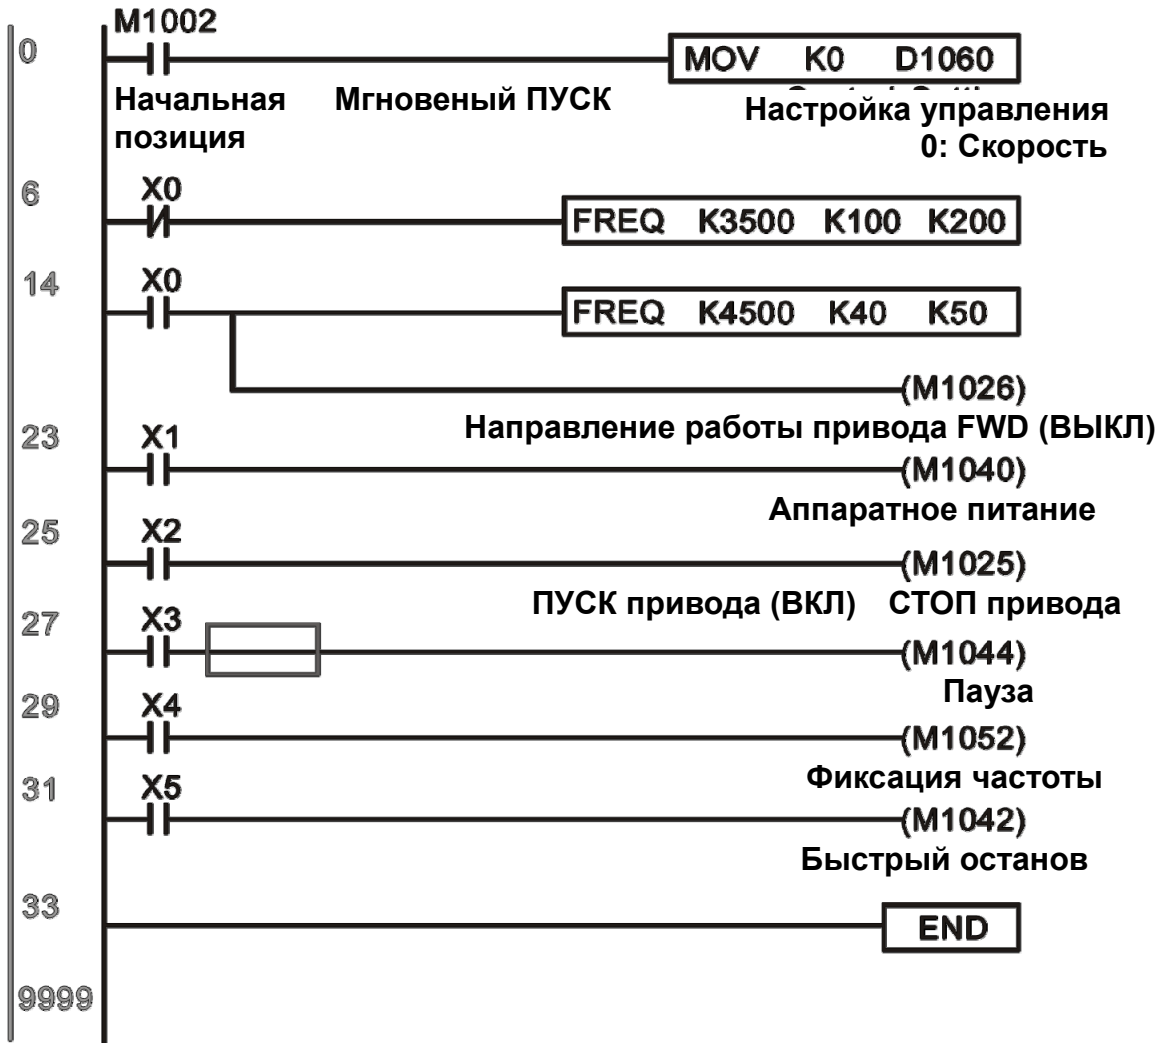 M1002
0 MOV K0 D1060
Начальная Мгновеный ПУСК Настройка управления
позиция 0: Скорость
6 X0
FREQ K3500 K100 K200
14 X0
FREQ K4500 K40 K50
(M1026)
Направление работы привода FWD (ВЫКЛ)
23 X1
(M1040)
Аппаратное питание
25 X2
(M1025)
ПУСК привода (ВКЛ) СТОП привода
27 X3
(M1044)
Пауза
29 X4
(M1052)
Фиксация частоты
31 X5
(M1042)
Быстрый останов
33
END
9999